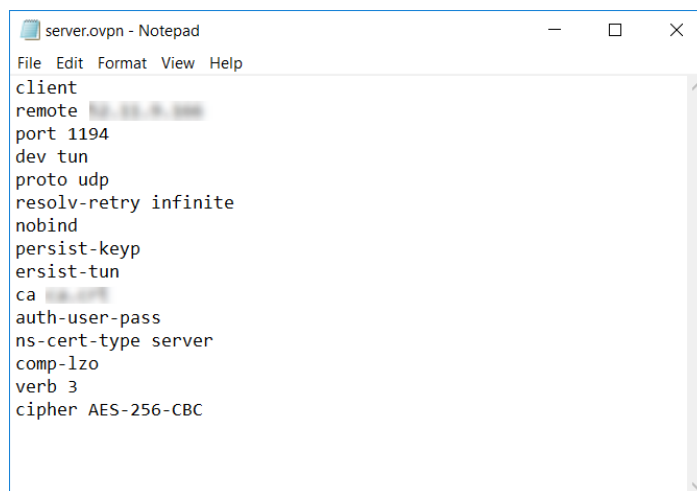 server.ovpn - Notepad
File Edit Format View Help
client
remote
port 1194
dev tun
proto udp
resolv-retry infinite
nobind
persist-keyp
ersist-tun
ca
auth-user-pass
ns-cert-type server
comp-lzo
verb 3
cipher AES-256-CBC